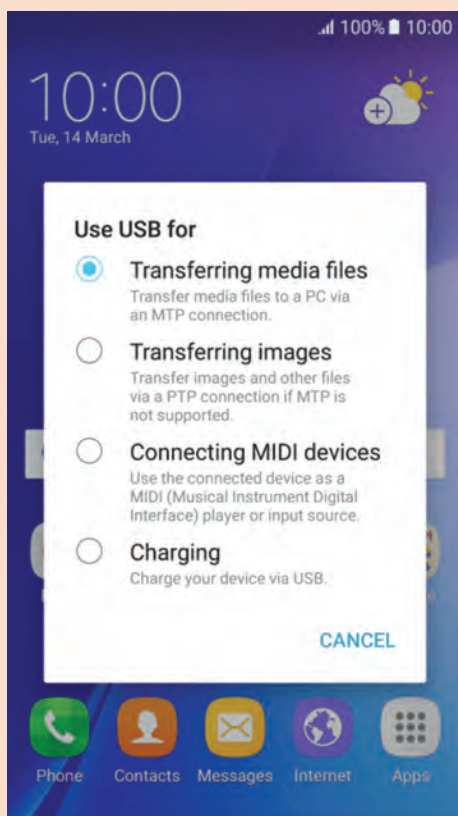 100% 10:00
10:00
Tue, 14 March
Use USB for
Transferring media files
Transfer media files to a PC via
an MTP connection.
Transferring images
Transfer images and other files
via a PTP connection if MTP is
not supported.
Connecting MIDI devices
Use the connected device as a
MIDI (Musical Instrument Digital
Interface) player or input source.
Charging
Charge your device via USB.
CANCEL
Phone Contacts Messages Internet Apps